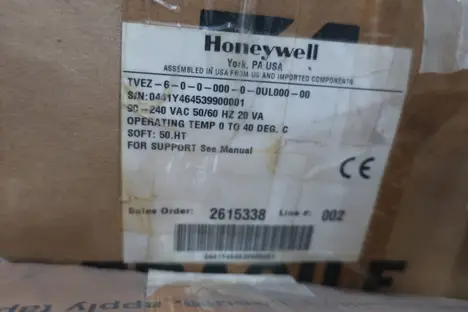 Honeywell
York, PA USA
ASSEMBLED IN USA FROM US AND IMPORTED COMPONENTS
TVEZ-6-0-0-000-0-0UL000-00
S/N: 0441Y464539900001
90-240 VAC 50/60 HZ 20 VA
OPERATING TEMP 0 TO 40 DEG. C
SOFT: 50.HT
FOR SUPPORT See Manual
CE
Sales Order: 2615338 Line #: 002